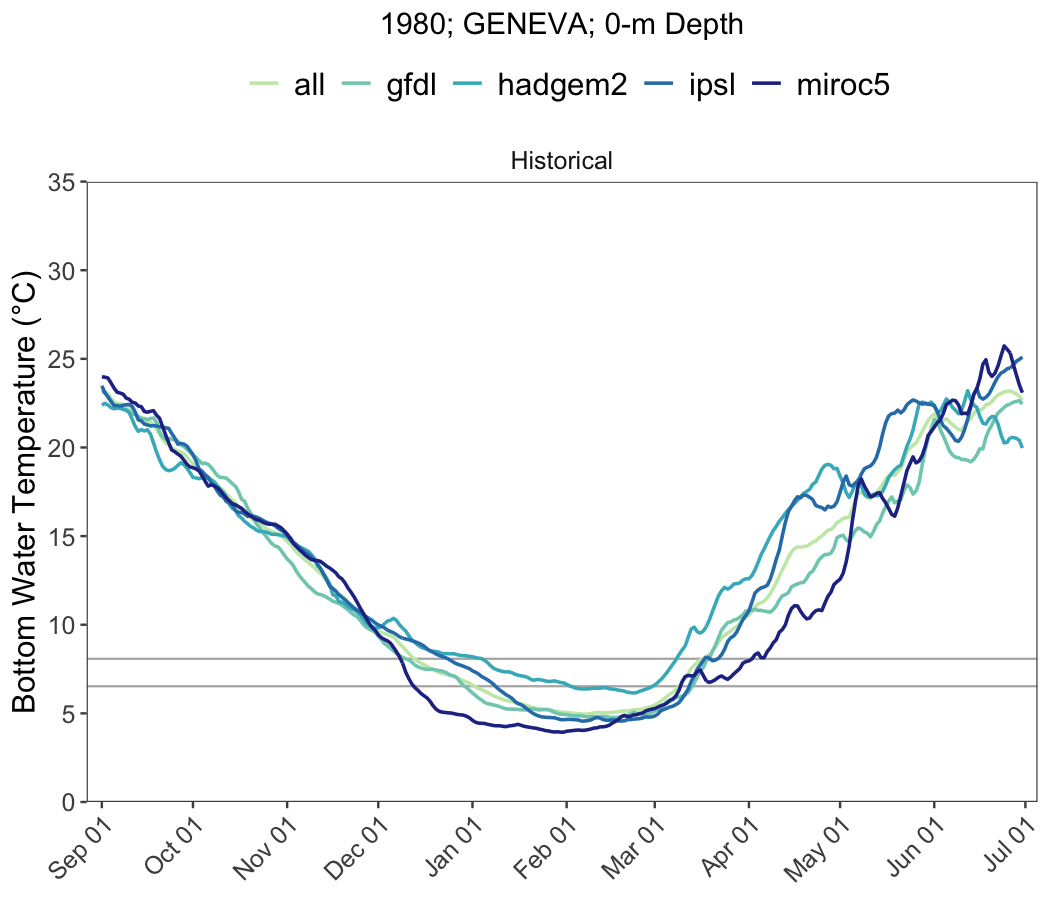 1980; GENEVA; 0-m Depth
all gfdl hadgem2 ipsl miroc5
Historical
Bottom Water Temperature (°C)
35
30
25
20
15
10
5
0
Sep 01 Oct 01 Nov 01 Dec 01 Jan 01 Feb 01 Mar 01 Apr 01 May 01 Jun 01 Jul 01